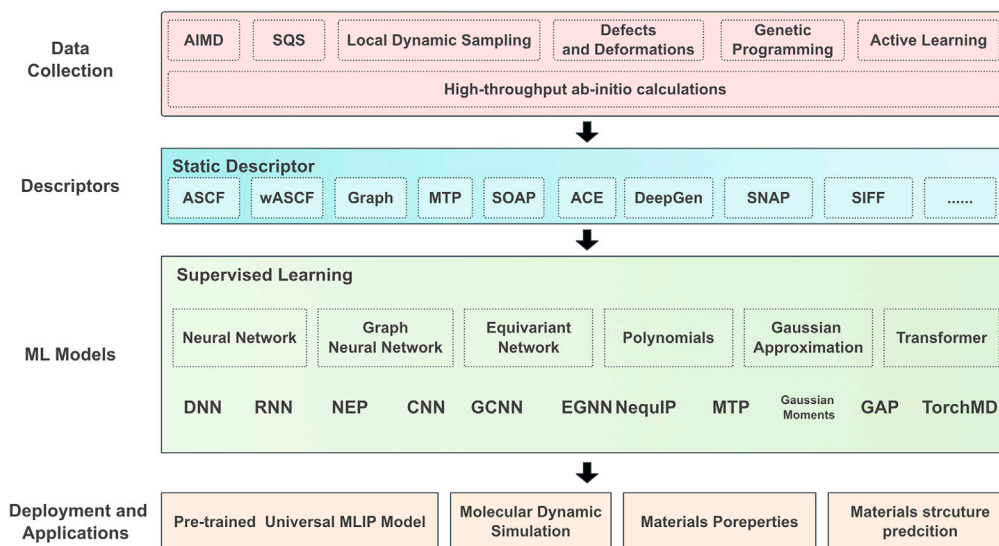 Data
Collection
AIMD
SQS
Local Dynamic Sampling
Defects
and Deformations
Genetic
Programming
Active Learning
High-throughput ab-initio calculations
Descriptors
Static Descriptor
ASCF
wASCF
Graph
MTP
SOAP
ACE
DeepGen
SNAP
SIFF
......
ML Models
Supervised Learning
Neural Network
Graph
Neural Network
Equivariant
Network
Polynomials
Gaussian
Approximation
Transformer
DNN
RNN
NEP
CNN
GCNN
EGNN
NequIP
MTP
Gaussian
Moments
GAP
TorchMD
Deployment and
Applications
Pre-trained Universal MLIP Model
Molecular Dynamic
Simulation
Materials Poreperties
Materials strcuture
predcition